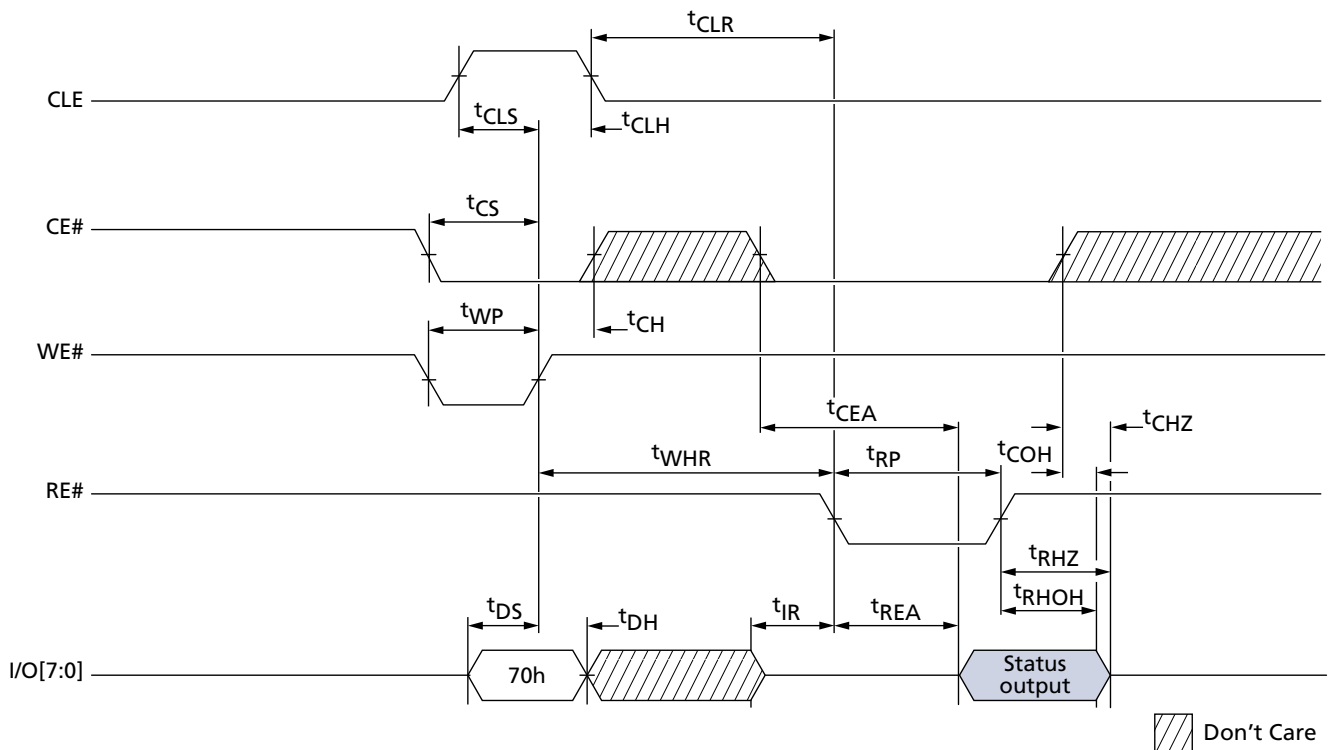 tCLR
CLE
tCLS
tCLH
tCS
CE#
tWP
tCH
WE#
tCEA
tCHZ
tWHR
tRP
tCOH
RE#
tRHZ
tRHOH
tDS
tDH
tIR
tREA
I/O[7:0]
70h
Status
output
Don't Care